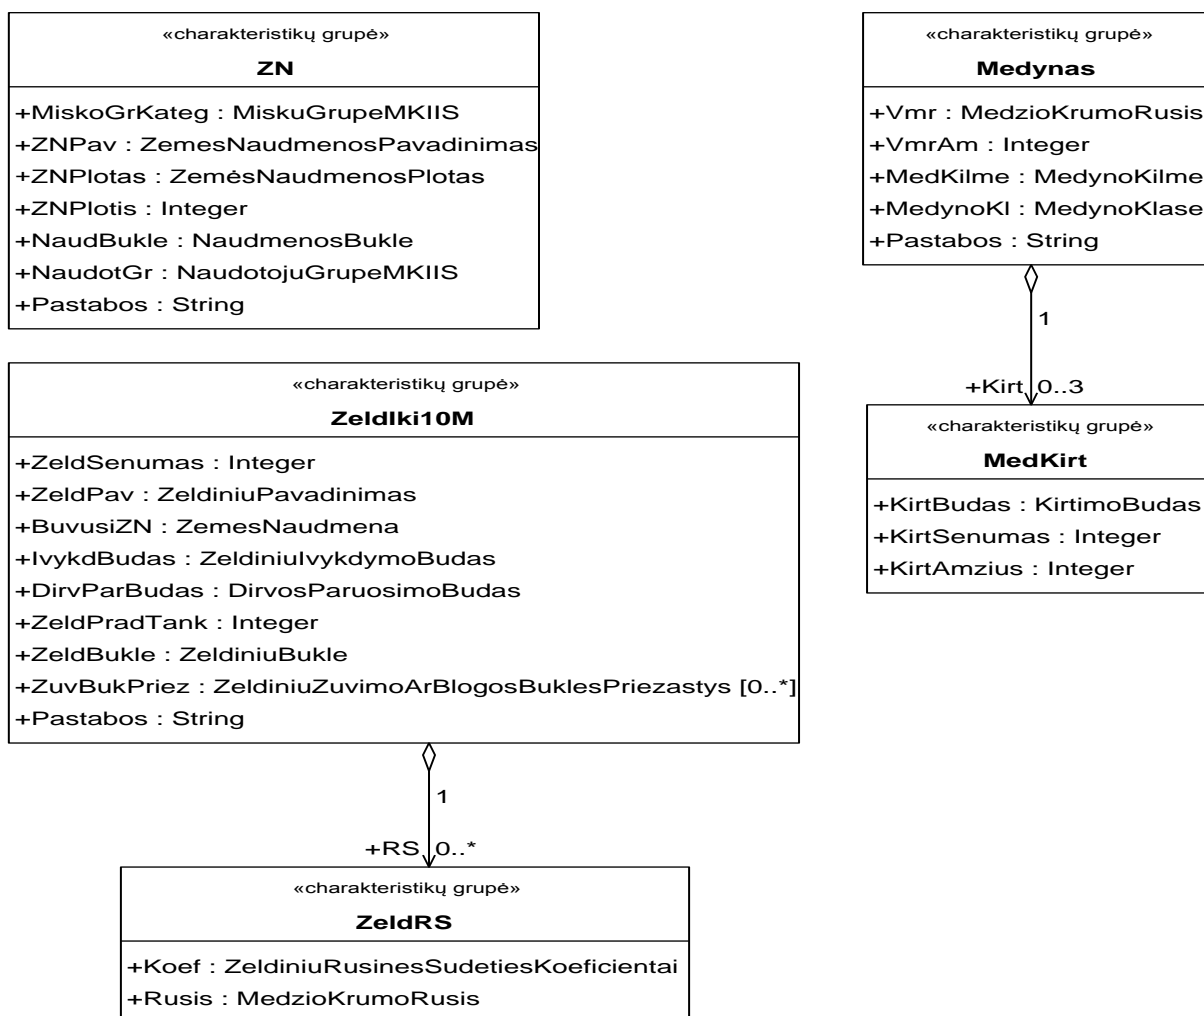 «charakteristikų grupė»
ZN
+MiskoGrKateg : MiskuGrupeMKIIS
+ZNPav : ZemesNaudmenosPavadinimas
+ZNPlotas : ZemėsNaudmenosPlotas
+ZNPlotis : Integer
+NaudBukle : NaudmenosBukle
+NaudotGr : NaudotojuGrupeMKIIS
+Pastabos : String
«charakteristikų grupė»
Medynas
+Vmr : MedzioKrumoRusis
+VmrAm : Integer
+MedKilme : MedynoKilme
+MedynoKl : MedynoKlase
+Pastabos : String
1
+Kirt 0..3
«charakteristikų grupė»
MedKirt
+KirtBudas : KirtimoBudas
+KirtSenumas : Integer
+KirtAmzius : Integer
«charakteristikų grupė»
ZeldIki10M
+ZeldSenumas : Integer
+ZeldPav : ZeldiniuPavadinimas
+BuvusiZN : ZemesNaudmena
+IvykdBudas : ZeldiniuIvykdymoBudas
+DirvParBudas : DirvosParuosimoBudas
+ZeldPradTank : Integer
+ZeldBukle : ZeldiniuBukle
+ZuvBukPriez : ZeldiniuZuvimoArBlogosBuklesPriezastys [0..*]
+Pastabos : String
1
+RS 0..*
«charakteristikų grupė»
ZeldRS
+Koef : ZeldiniuRusinesSudetiesKoeficientai
+Rusis : MedzioKrumoRusis